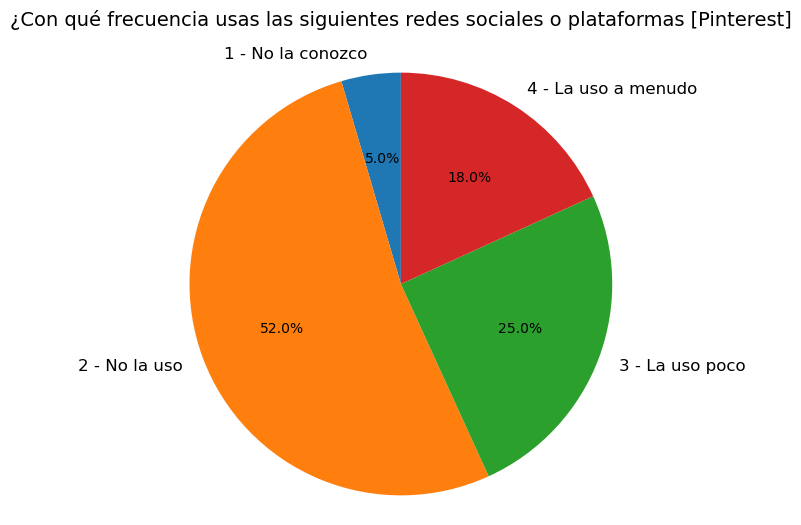 ¿Con qué frecuencia usas las siguientes redes sociales o plataformas [Pinterest]
1 - No la conozco
4 - La uso a menudo
5.0%
18.0%
52.0%
25.0%
2 - No la uso
3 - La uso poco